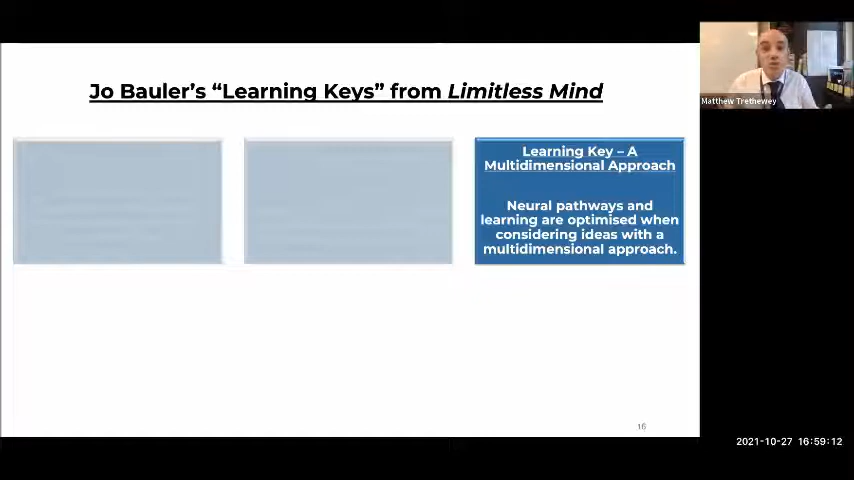 Jo Bauler's “Learning Keys” from Limitless Mind
Matthew Trethewey
Learning Key – A
Multidimensional Approach
Neural pathways and
learning are optimised when
considering ideas with a
multidimensional approach.
16
2021-10-27 16:59:12